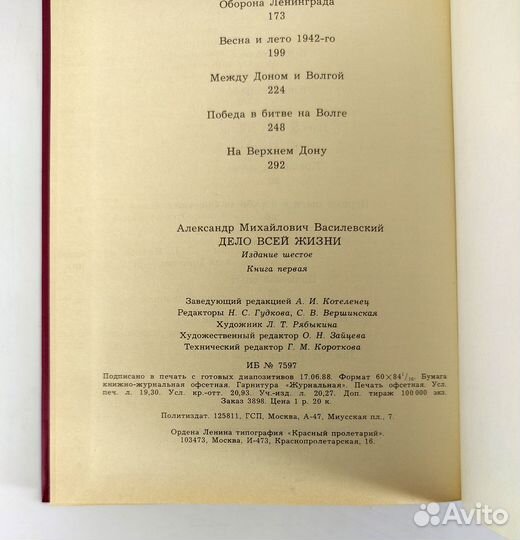 Оборона Ленинграда
173
Весна и лето 1942-го
199
Между Доном и Волгой
224
Победа в битве на Волге
248
На Верхнем Дону
292
Александр Михайлович Василевский
ДЕЛО ВСЕЙ ЖИЗНИ
Издание шестое
Книга первая
Заведующий редакцией А. И. Котеленец
Редакторы Н. С. Гудкова, С. В. Вершинская
Художник Л. Т. Рябыкина
Художественный редактор О. Н. Зайцева
Технический редактор Г. М. Короткова
ИБ № 7597
Подписано в печать с готовых диапозитивов 17.06.88. Формат 60×84 1/16. Бумага
книжно-журнальная офсетная. Гарнитура «Журнальная». Печать офсетная. Усл.
печ. л. 19,30. Усл. кр.-отт. 20,93. Уч.-изд. л. 20,27. Доп. тираж 100 000 экз.
Заказ 3898. Цена 1 р. 20 к.
Политиздат. 125811, ГСП, Москва, А-47, Миусская пл., 7.
Ордена Ленина типография «Красный пролетарий».
103473, Москва, И-473, Краснопролетарская, 16.
Avito